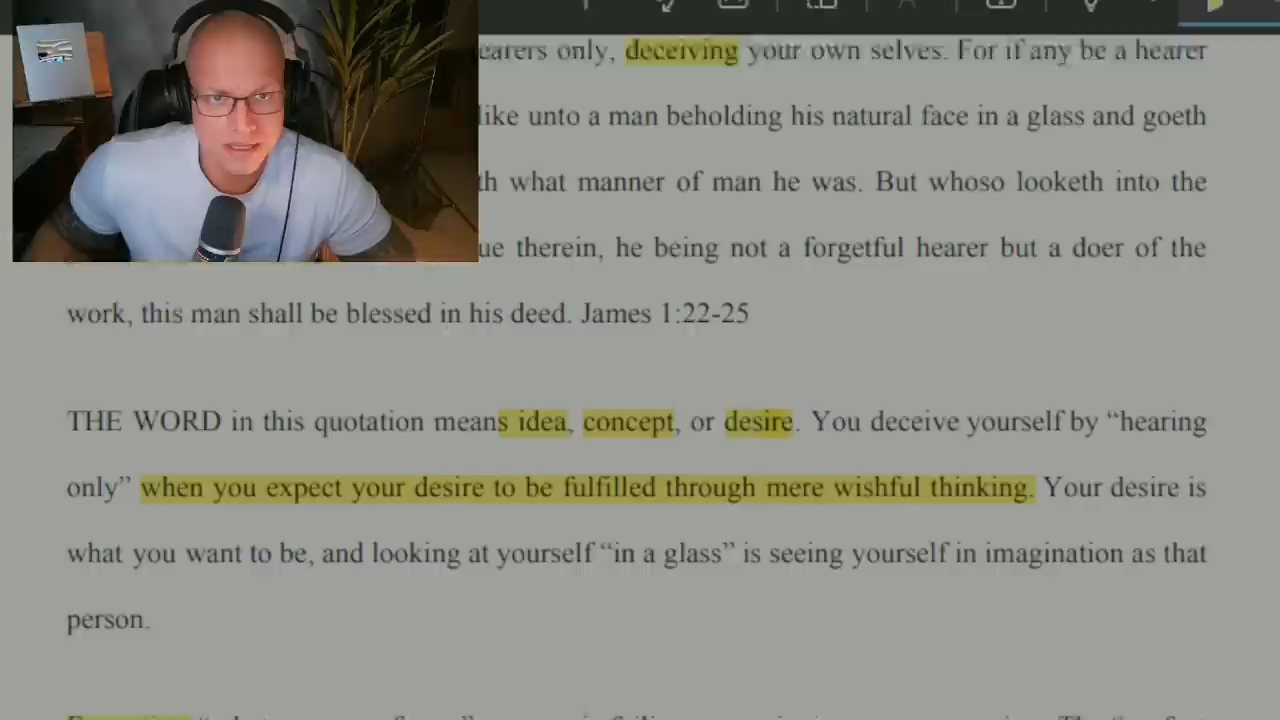 earers only, deceiving your own selves. For if any be a hearer
like unto a man beholding his natural face in a glass and goeth
th what manner of man he was. But whoso looketh into the
ue therein, he being not a forgetful hearer but a doer of the
work, this man shall be blessed in his deed. James 1:22-25
THE WORD in this quotation means idea, concept, or desire. You deceive yourself by “hearing
only” when you expect your desire to be fulfilled through mere wishful thinking. Your desire is
what you want to be, and looking at yourself “in a glass” is seeing yourself in imagination as that
person.